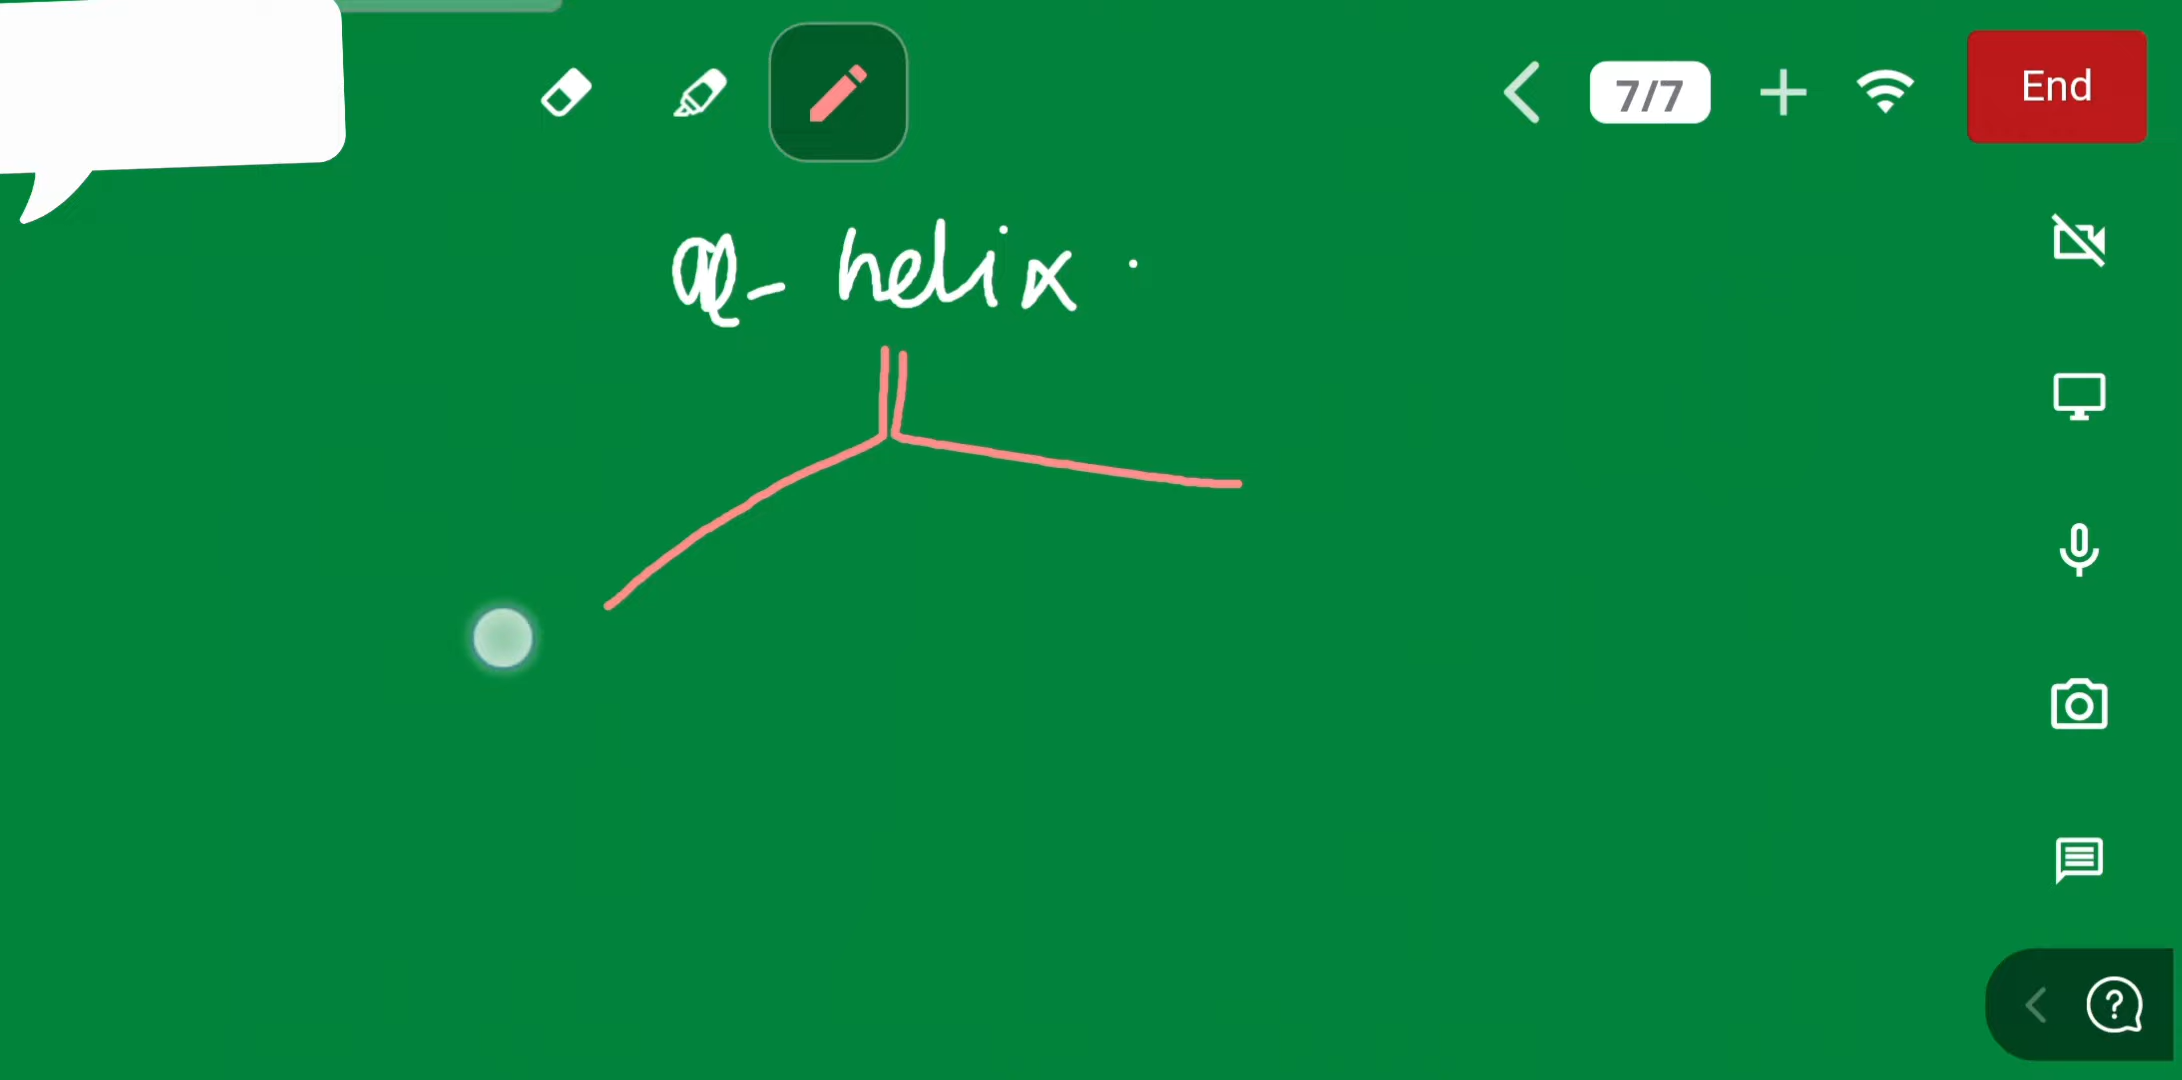 7/7
End
α- helix .